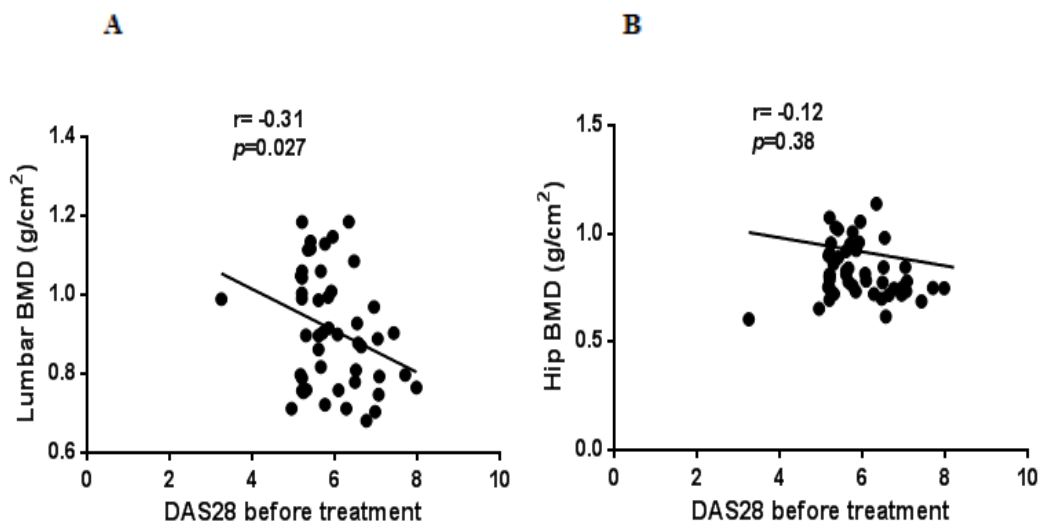 A
r= -0.31
p=0.027
Lumbar BMD (g/cm²)
1.4
1.2
1.0
0.8
0.6
0
2
4
6
8
10
DAS28 before treatment
B
r= -0.12
p=0.38
Hip BMD (g/cm²)
1.5
1.0
0.5
0.0
0
2
4
6
8
10
DAS28 before treatment